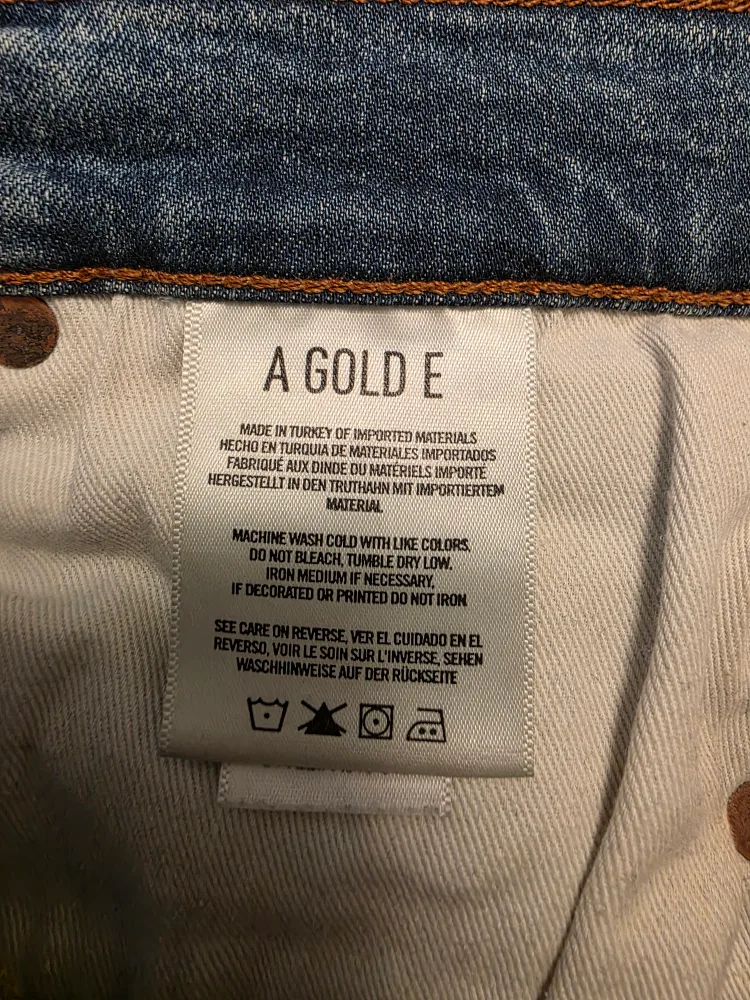 A GOLD E
MADE IN TURKEY OF IMPORTED MATERIALS
HECHO EN TURQUIA DE MATERIALES IMPORTADOS
FABRIQUÉ AUX DINDE DU MATÉRIELS IMPORTÉ
HERGESTELLT IN DEN TRUTHAHN MIT IMPORTIERTEM
MATERIAL
MACHINE WASH COLD WITH LIKE COLORS,
DO NOT BLEACH, TUMBLE DRY LOW.
IRON MEDIUM IF NECESSARY,
IF DECORATED OR PRINTED DO NOT IRON
SEE CARE ON REVERSE, VER EL CUIDADO EN EL
REVERSO, VOIR LE SOIN SUR L'INVERSE, SEHEN
WASCHHINWEISE AUF DER RÜCKSEITE